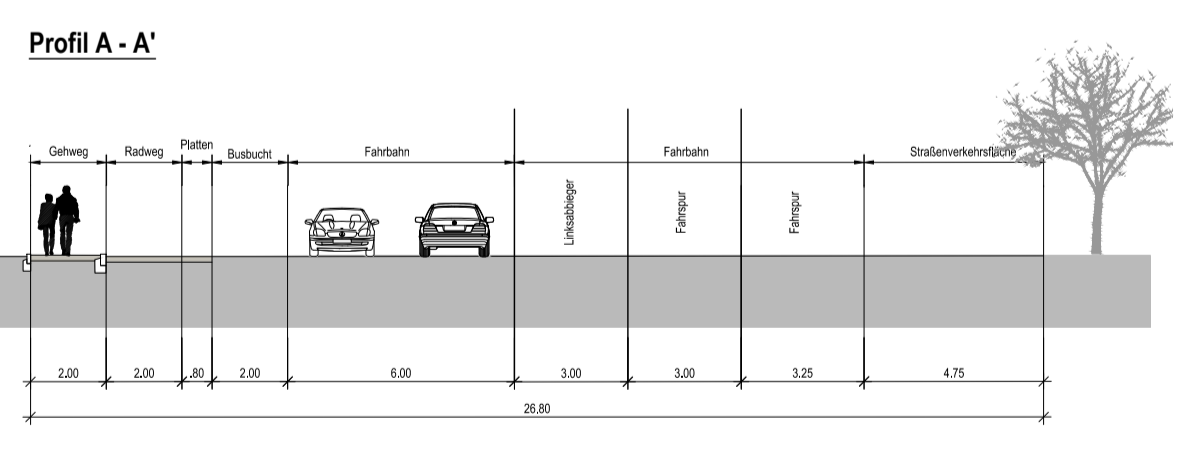 Profil A - A'
Gehweg Radweg Platten Busbucht Fahrbahn Fahrbahn Straßenverkehrsfläche
Linksabbieger
Fahrspur
Fahrspur
2.00 2.00 .80 2.00 6.00 3.00 3.00 3.25 4.75
26.80